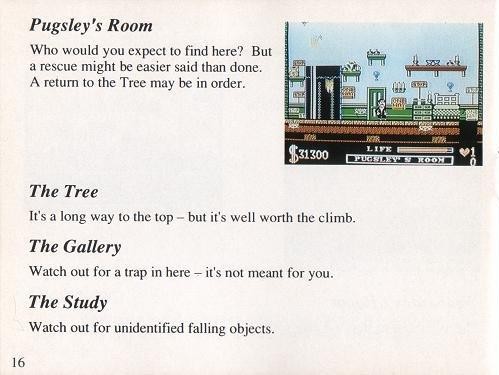 Pugsley's Room
Who would you expect to find here? But
a rescue might be easier said than done.
A return to the Tree may be in order.
$31300
LIFE
1
0
PUGSLEY'S ROOM
The Tree
It's a long way to the top – but it's well worth the climb.
The Gallery
Watch out for a trap in here – it's not meant for you.
The Study
Watch out for unidentified falling objects.
16